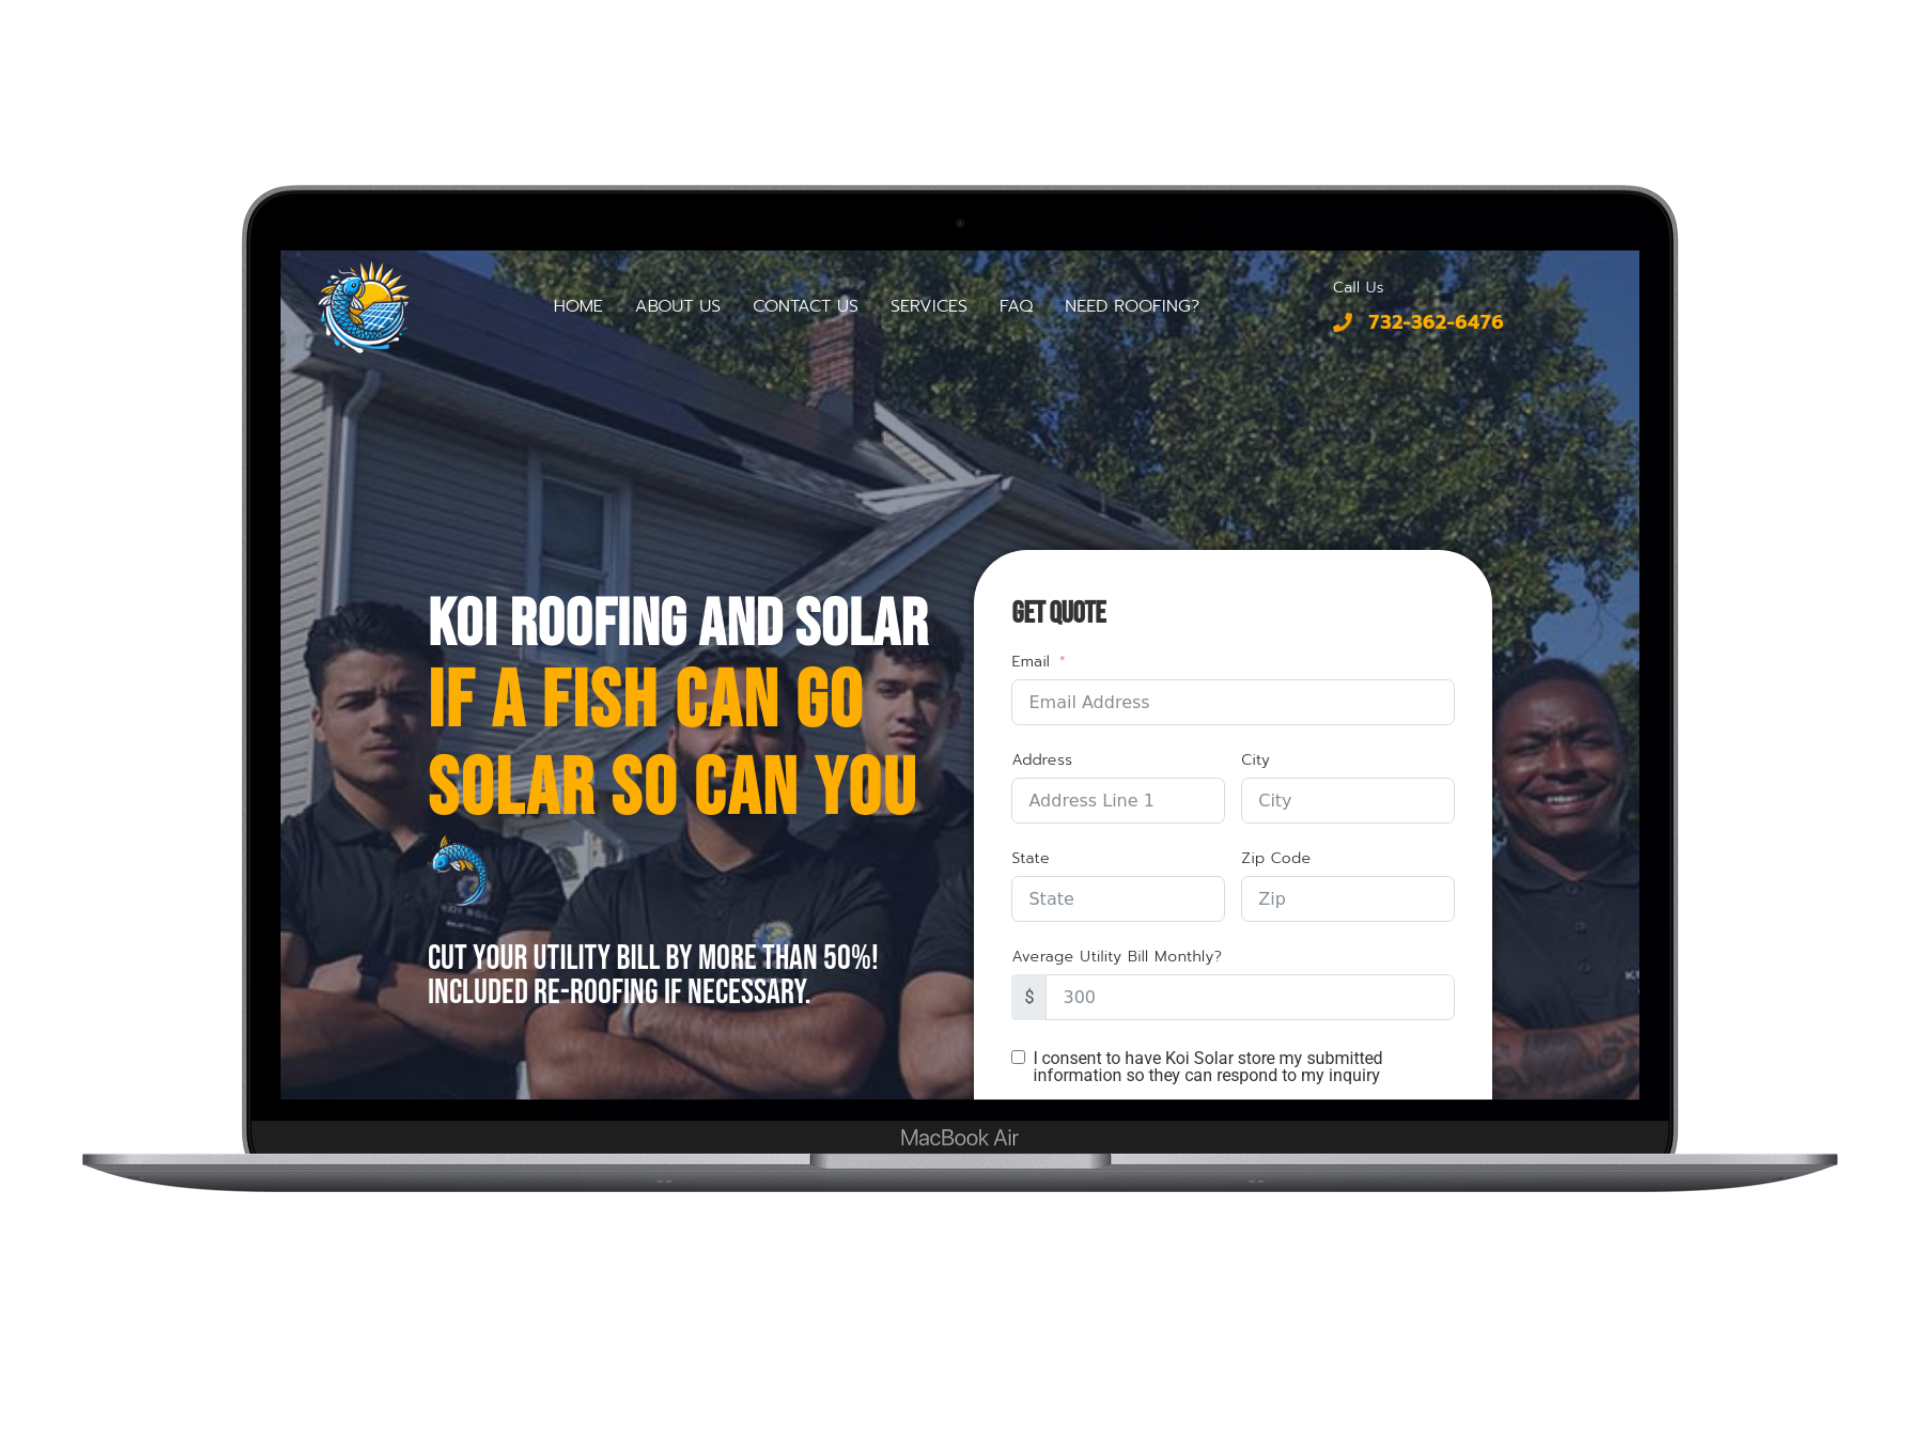 HOME ABOUT US CONTACT US SERVICES FAQ NEED ROOFING?
Call Us
732-362-6476
KOI ROOFING AND SOLAR
IF A FISH CAN GO
SOLAR SO CAN YOU
KOI SOLAR
CUT YOUR UTILITY BILL BY MORE THAN 50%!
INCLUDED RE-ROOFING IF NECESSARY.
GET QUOTE
Email *
Email Address
Address City
Address Line 1 City
State Zip Code
State Zip
Average Utility Bill Monthly?
$ 300
I consent to have Koi Solar store my submitted
information so they can respond to my inquiry
MacBook Air